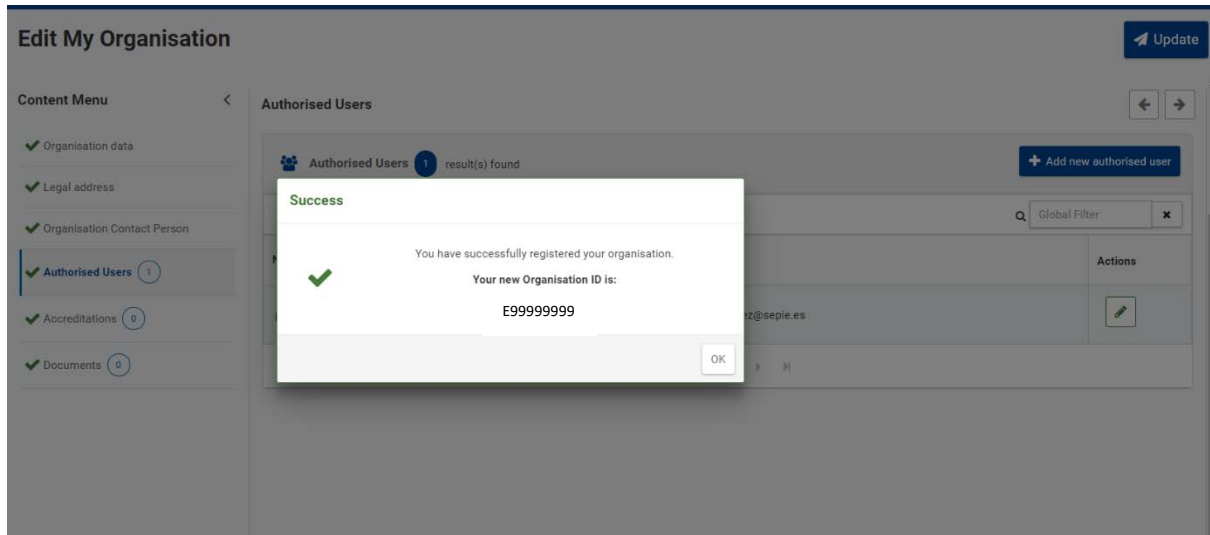 Edit My Organisation
Update
Content Menu
Authorised Users
Organisation data
Legal address
Organisation Contact Person
Authorised Users 1
Accreditations 0
Documents 0
Authorised Users 1 result(s) found
Add new authorised user
Global Filter
Actions
ez@sepie.es
Success
You have successfully registered your organisation.
Your new Organisation ID is:
E99999999
OK